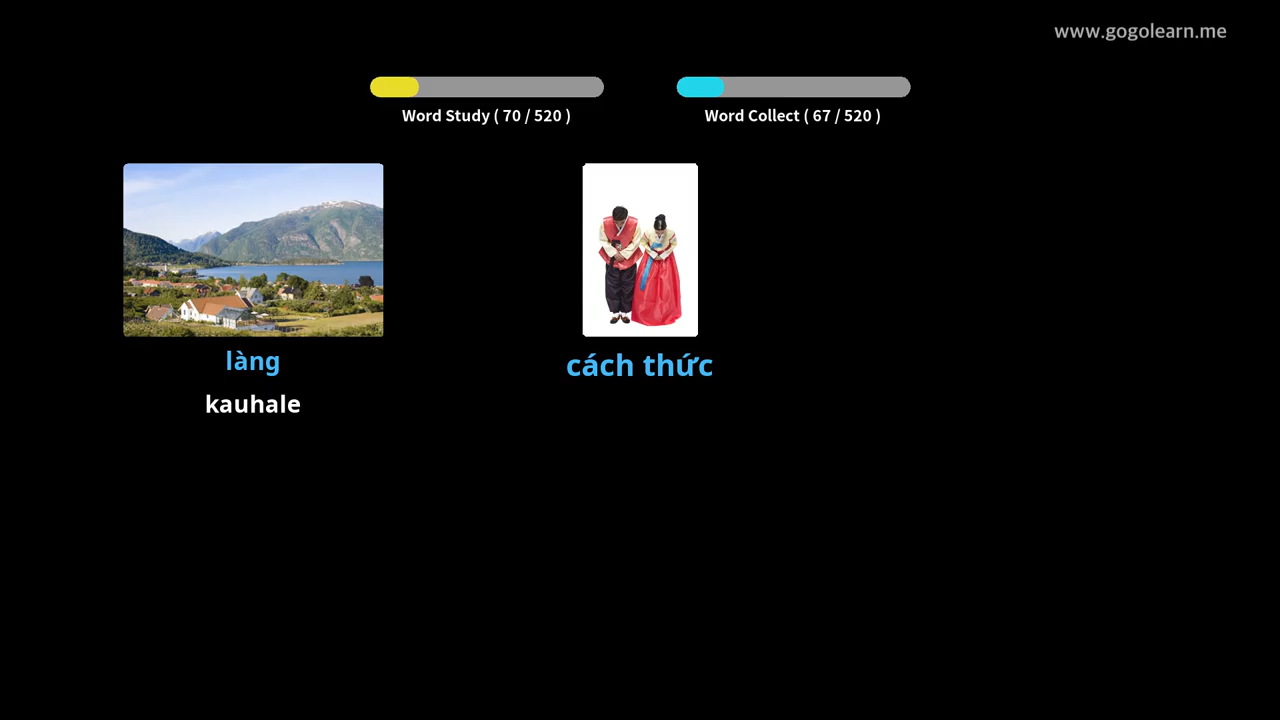 www.gogolearn.me
Word Study ( 70 / 520 )
Word Collect ( 67 / 520 )
làng
kauhale
cách thức